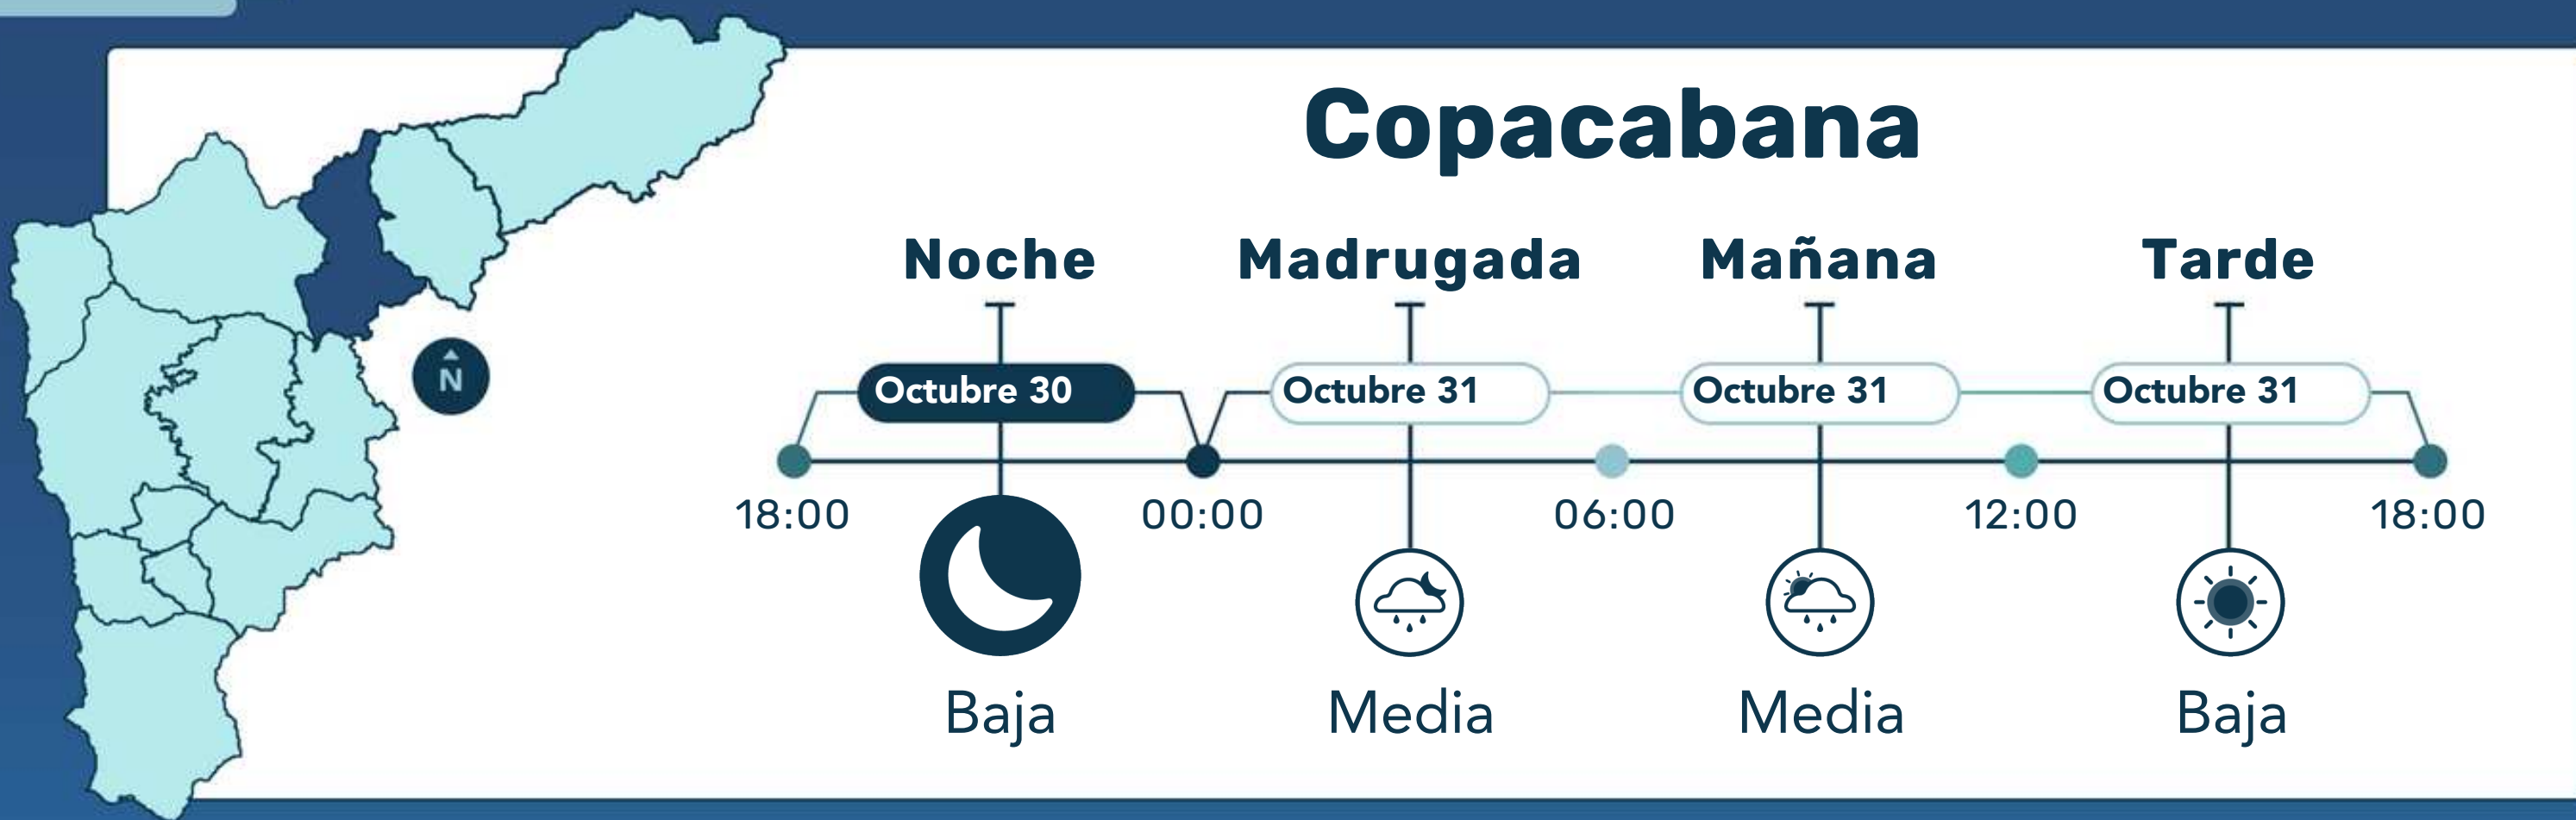 Copacabana
Noche Madrugada Mañana Tarde
Octubre 30 Octubre 31 Octubre 31 Octubre 31
N
18:00 00:00 06:00 12:00 18:00
Baja Media Media Baja